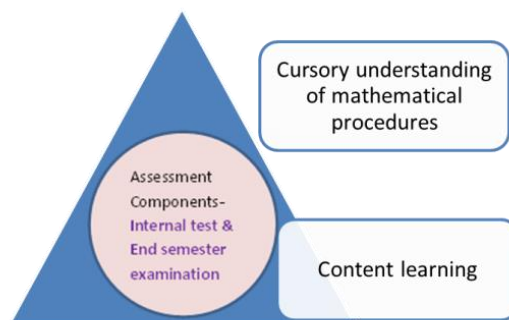 Cursory understanding
of mathematical
procedures
Assessment
Components-
Internal test &
End semester
examination
Content learning